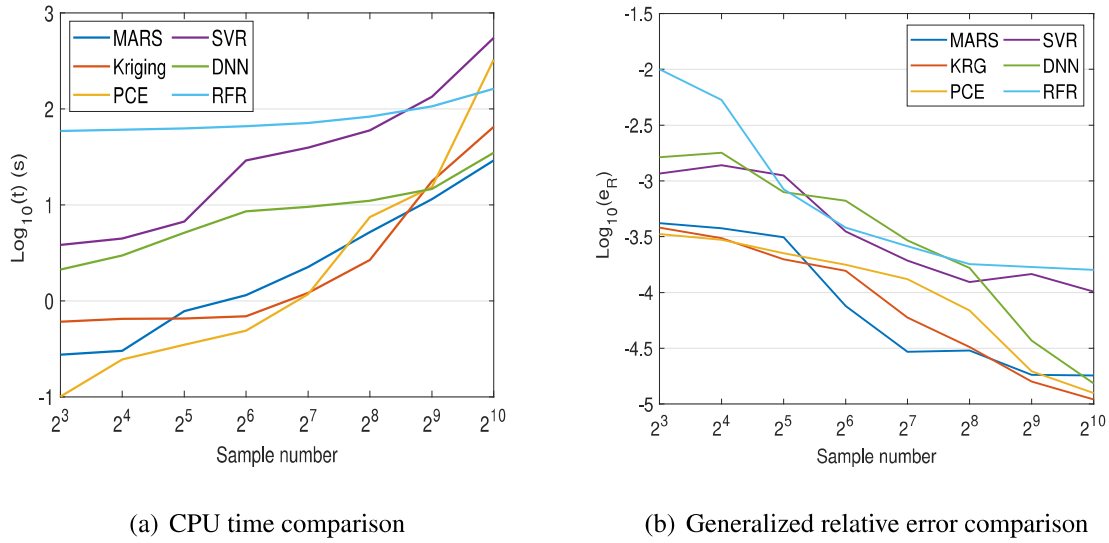 3
2
1
0
-1
Log10(t) (s)
MARS
Kriging
PCE
SVR
DNN
RFR
2^3 2^4 2^5 2^6 2^7 2^8 2^9 2^10
Sample number
(a) CPU time comparison
-1.5
-2
-2.5
-3
-3.5
-4
-4.5
-5
Log10(eR)
MARS
KRG
PCE
SVR
DNN
RFR
2^3 2^4 2^5 2^6 2^7 2^8 2^9 2^10
Sample number
(b) Generalized relative error comparison